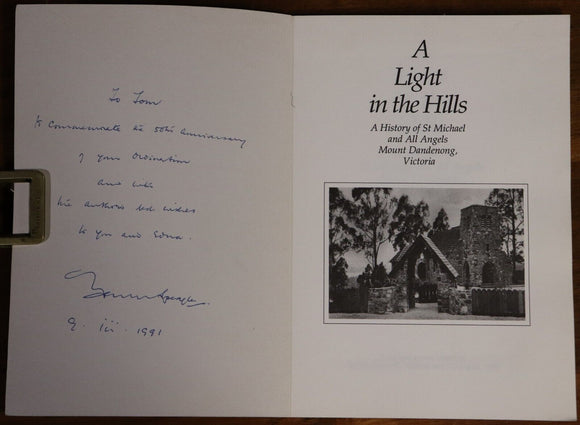 To Tom
to commemorate the 50th anniversary
of your Ordination
and with
the author's best wishes
to you and Edna.
9. iii. 1991
A
Light
in the Hills
A History of St Michael
and All Angels
Mount Dandenong,
Victoria